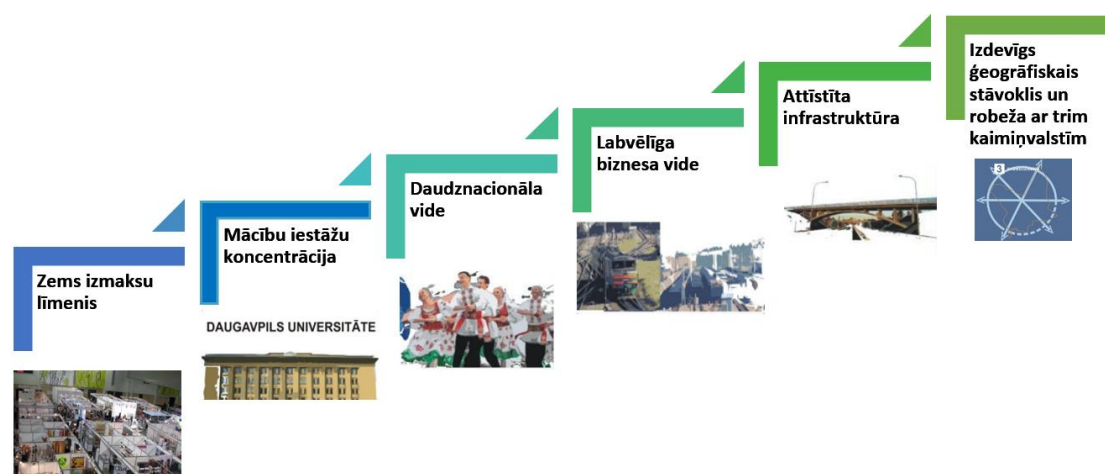 Zems izmaksu
līmenis
Mācību iestāžu
koncentrācija
DAUGAVPILS UNIVERSITĀTE
Daudznacionāla
vide
Labvēlīga
biznesa vide
Attīstīta
infrastruktūra
Izdevīgs
ģeogrāfiskais
stāvoklis un
robeža ar trim
kaimiņvalstīm
3